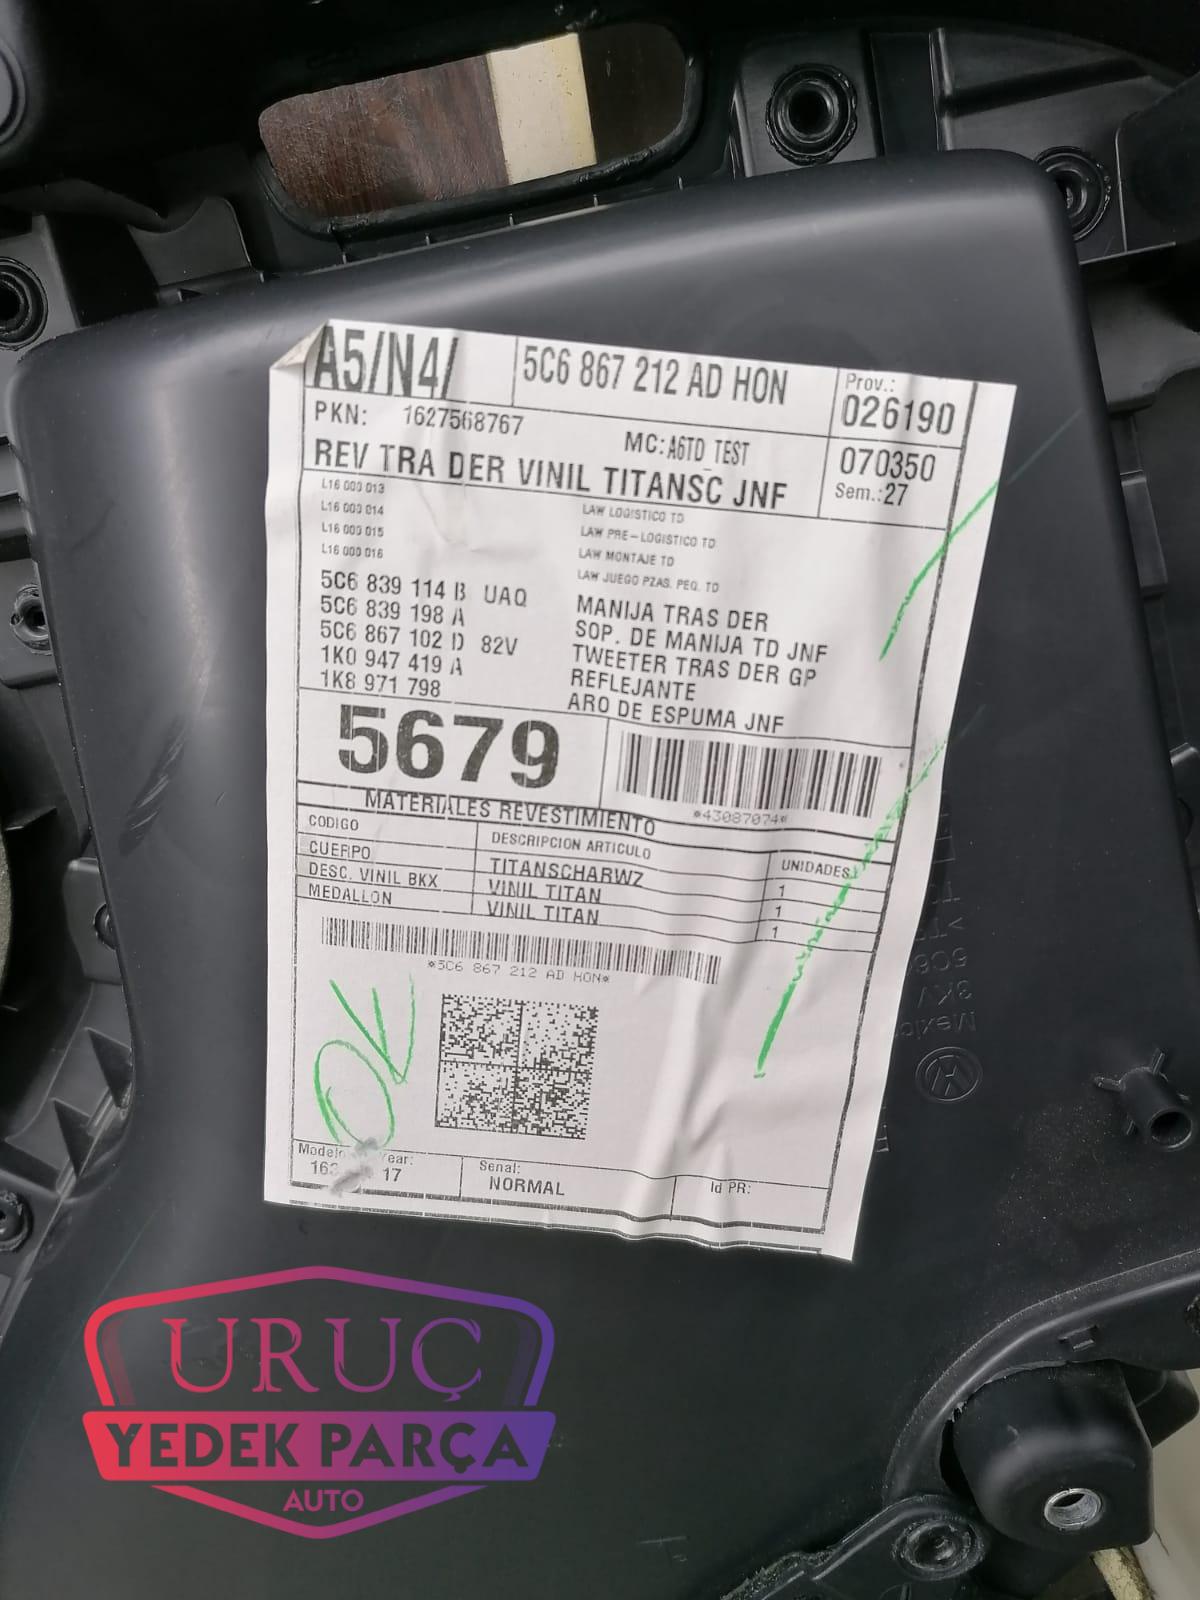 A5/N4/
5C6 867 212 AD HON
Prov.:
026190
PKN: 1627568767
MC: A6TD_TEST
070350
Sem.: 27
REV TRA DER VINIL TITANSC JNF
L16 000 013 LAW LOGISTICO TD
L16 000 014 LAW PRE-LOGISTICO TD
L16 000 015 LAW MONTAJE TD
L16 000 016 LAW JUEGO PZAS. PEQ. TD
5C6 839 114 B UAQ MANIJA TRAS DER
5C6 839 198 A SOP. DE MANIJA TD JNF
5C6 867 102 D 82V TWEETER TRAS DER GP
1K0 947 419 A REFLEJANTE
1K8 971 798 ARO DE ESPUMA JNF
5679
*43087074*
MATERIALES REVESTIMIENTO
CODIGO DESCRIPCION ARTICULO UNIDADES
CUERPO TITANSCHARWZ 1
DESC. VINIL BKX VINIL TITAN 1
MEDALLON VINIL TITAN 1
*5C6 867 212 AD HON*
OK
Senal:
NORMAL
Id PR:
17
Mexico
3KV
URUÇ
YEDEK PARÇA
AUTO